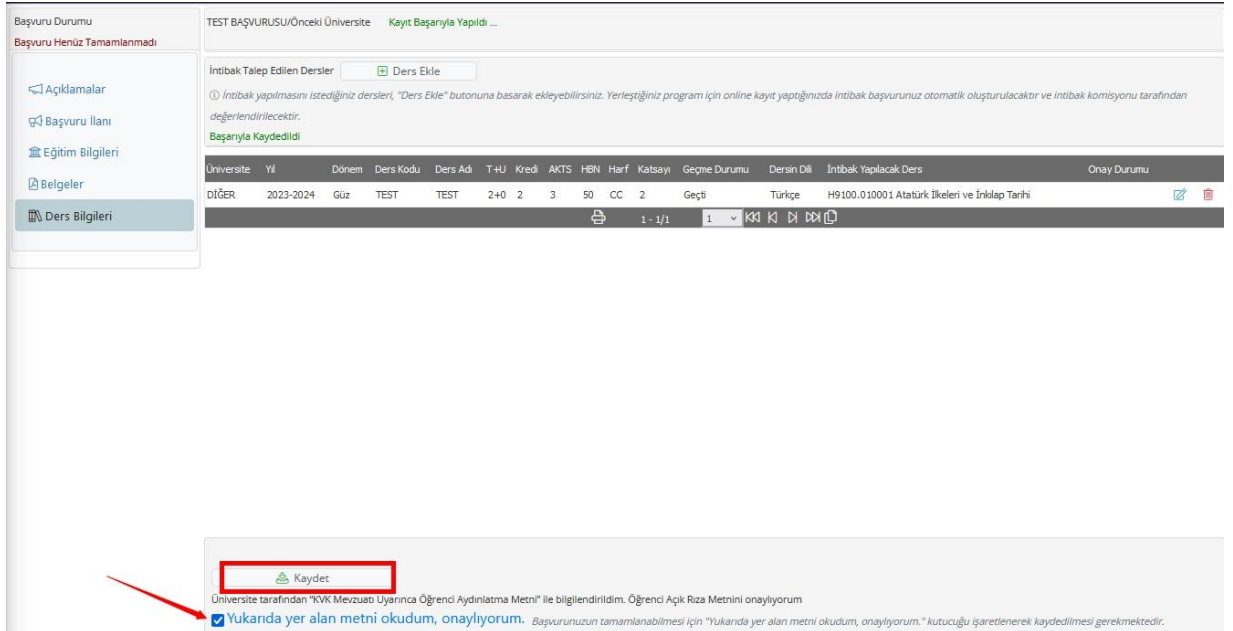 Başvuru Durumu
Başvuru Henüz Tamamlanmadı
Açıklamalar
Başvuru İlanı
Eğitim Bilgileri
Belgeler
Ders Bilgileri
TEST BAŞVURUSU/Önceki Üniversite Kayıt Başarıyla Yapıldı ...
İntibak Talep Edilen Dersler Ders Ekle
İntibak yapılmasını istediğiniz dersleri, "Ders Ekle" butonuna basarak ekleyebilirsiniz. Yerleştiğiniz program için online kayıt yaptığınızda intibak başvurunuz otomatik oluşturulacaktır ve intibak komisyonu tarafından
değerlendirilecektir.
Başarıyla Kaydedildi
Üniversite Yıl Dönem Ders Kodu Ders Adı T+U Kredi AKTS HBN Harf Katsayı Geçme Durumu Dersin Dili İntibak Yapılacak Ders Onay Durumu
DİĞER 2023-2024 Güz TEST TEST 2+0 2 3 50 CC 2 Geçti Türkçe H9100.010001 Atatürk İlkeleri ve İnkılap Tarihi
1 - 1/1 1
Kaydet
Üniversite tarafından "KVK Mevzuatı Uyarınca Öğrenci Aydınlatma Metni" ile bilgilendirildim. Öğrenci Açık Rıza Metnini onaylıyorum
Yukarıda yer alan metni okudum, onaylıyorum. Başvurunuzun tamamlanabilmesi için "Yukarıda yer alan metni okudum, onaylıyorum." kutucuğu işaretlenerek kaydedilmesi gerekmektedir.